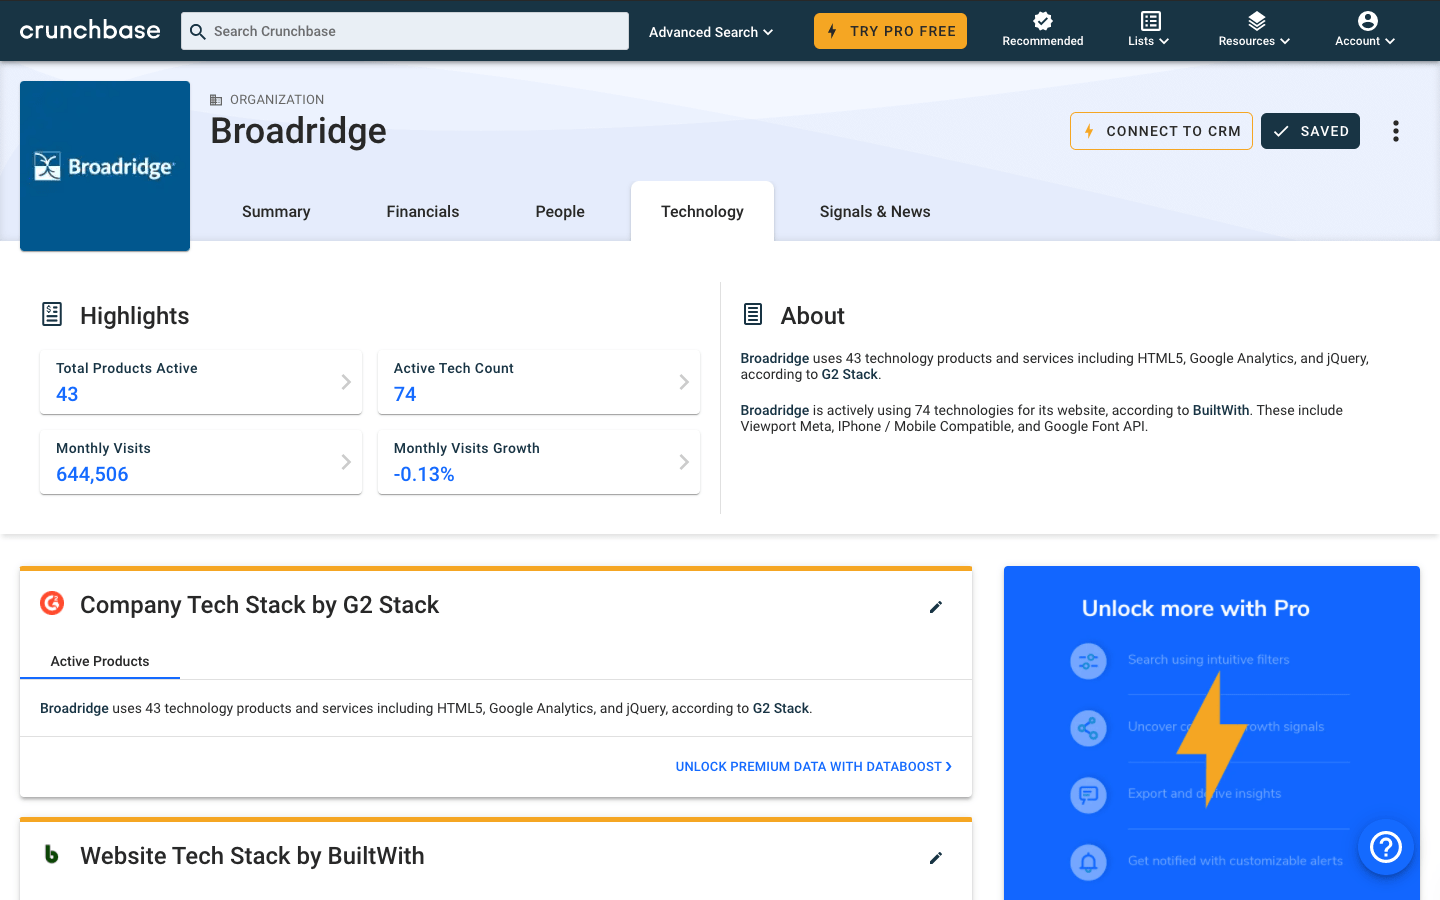 crunchbase
Search Crunchbase
Advanced Search
TRY PRO FREE
Recommended
Lists
Resources
Account
Broadridge
ORGANIZATION
Broadridge
CONNECT TO CRM
SAVED
Summary
Financials
People
Technology
Signals & News
Highlights
Total Products Active
43
Active Tech Count
74
Monthly Visits
644,506
Monthly Visits Growth
-0.13%
About
Broadridge uses 43 technology products and services including HTML5, Google Analytics, and jQuery,
according to G2 Stack.
Broadridge is actively using 74 technologies for its website, according to BuiltWith. These include
Viewport Meta, IPhone / Mobile Compatible, and Google Font API.
Company Tech Stack by G2 Stack
Active Products
Broadridge uses 43 technology products and services including HTML5, Google Analytics, and jQuery, according to G2 Stack.
UNLOCK PREMIUM DATA WITH DATABOOST
Website Tech Stack by BuiltWith
Unlock more with Pro
Search using intuitive filters
Uncover signals
Export and insights
Get notified with customizable alerts